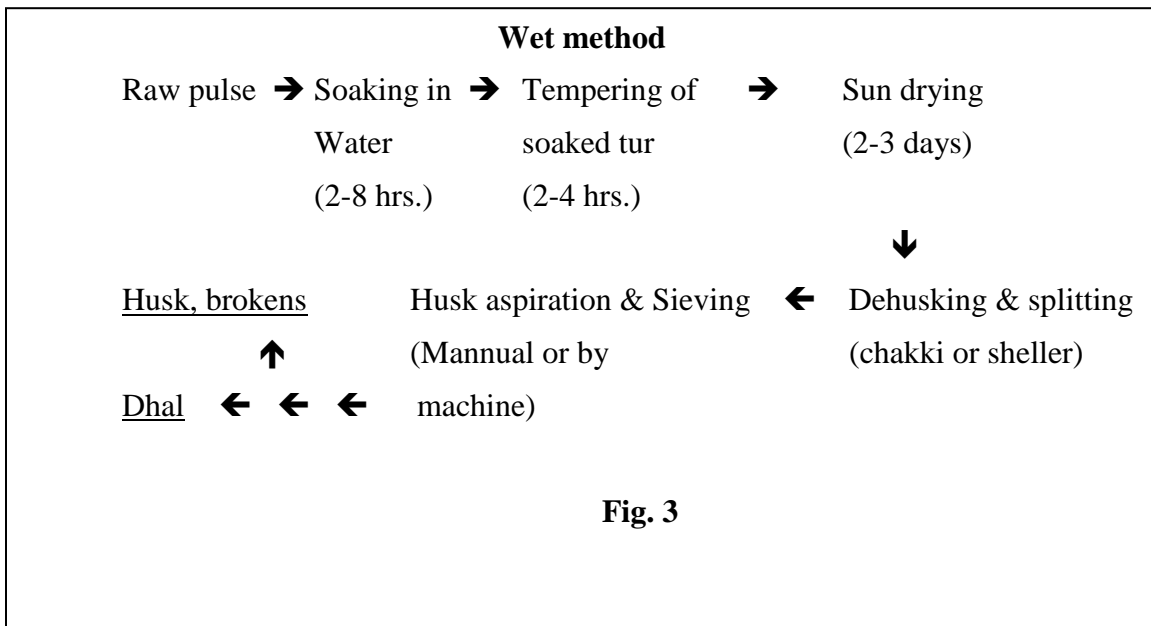 Wet method
Raw pulse ➔ Soaking in ➔ Tempering of ➔ Sun drying
Water soaked tur (2-3 days)
(2-8 hrs.) (2-4 hrs.)
🡻
Husk, brokens Husk aspiration & Sieving 🡸 Dehusking & splitting
🡹 (Mannual or by (chakki or sheller)
Dhal 🡸 🡸 🡸 machine)
Fig. 3